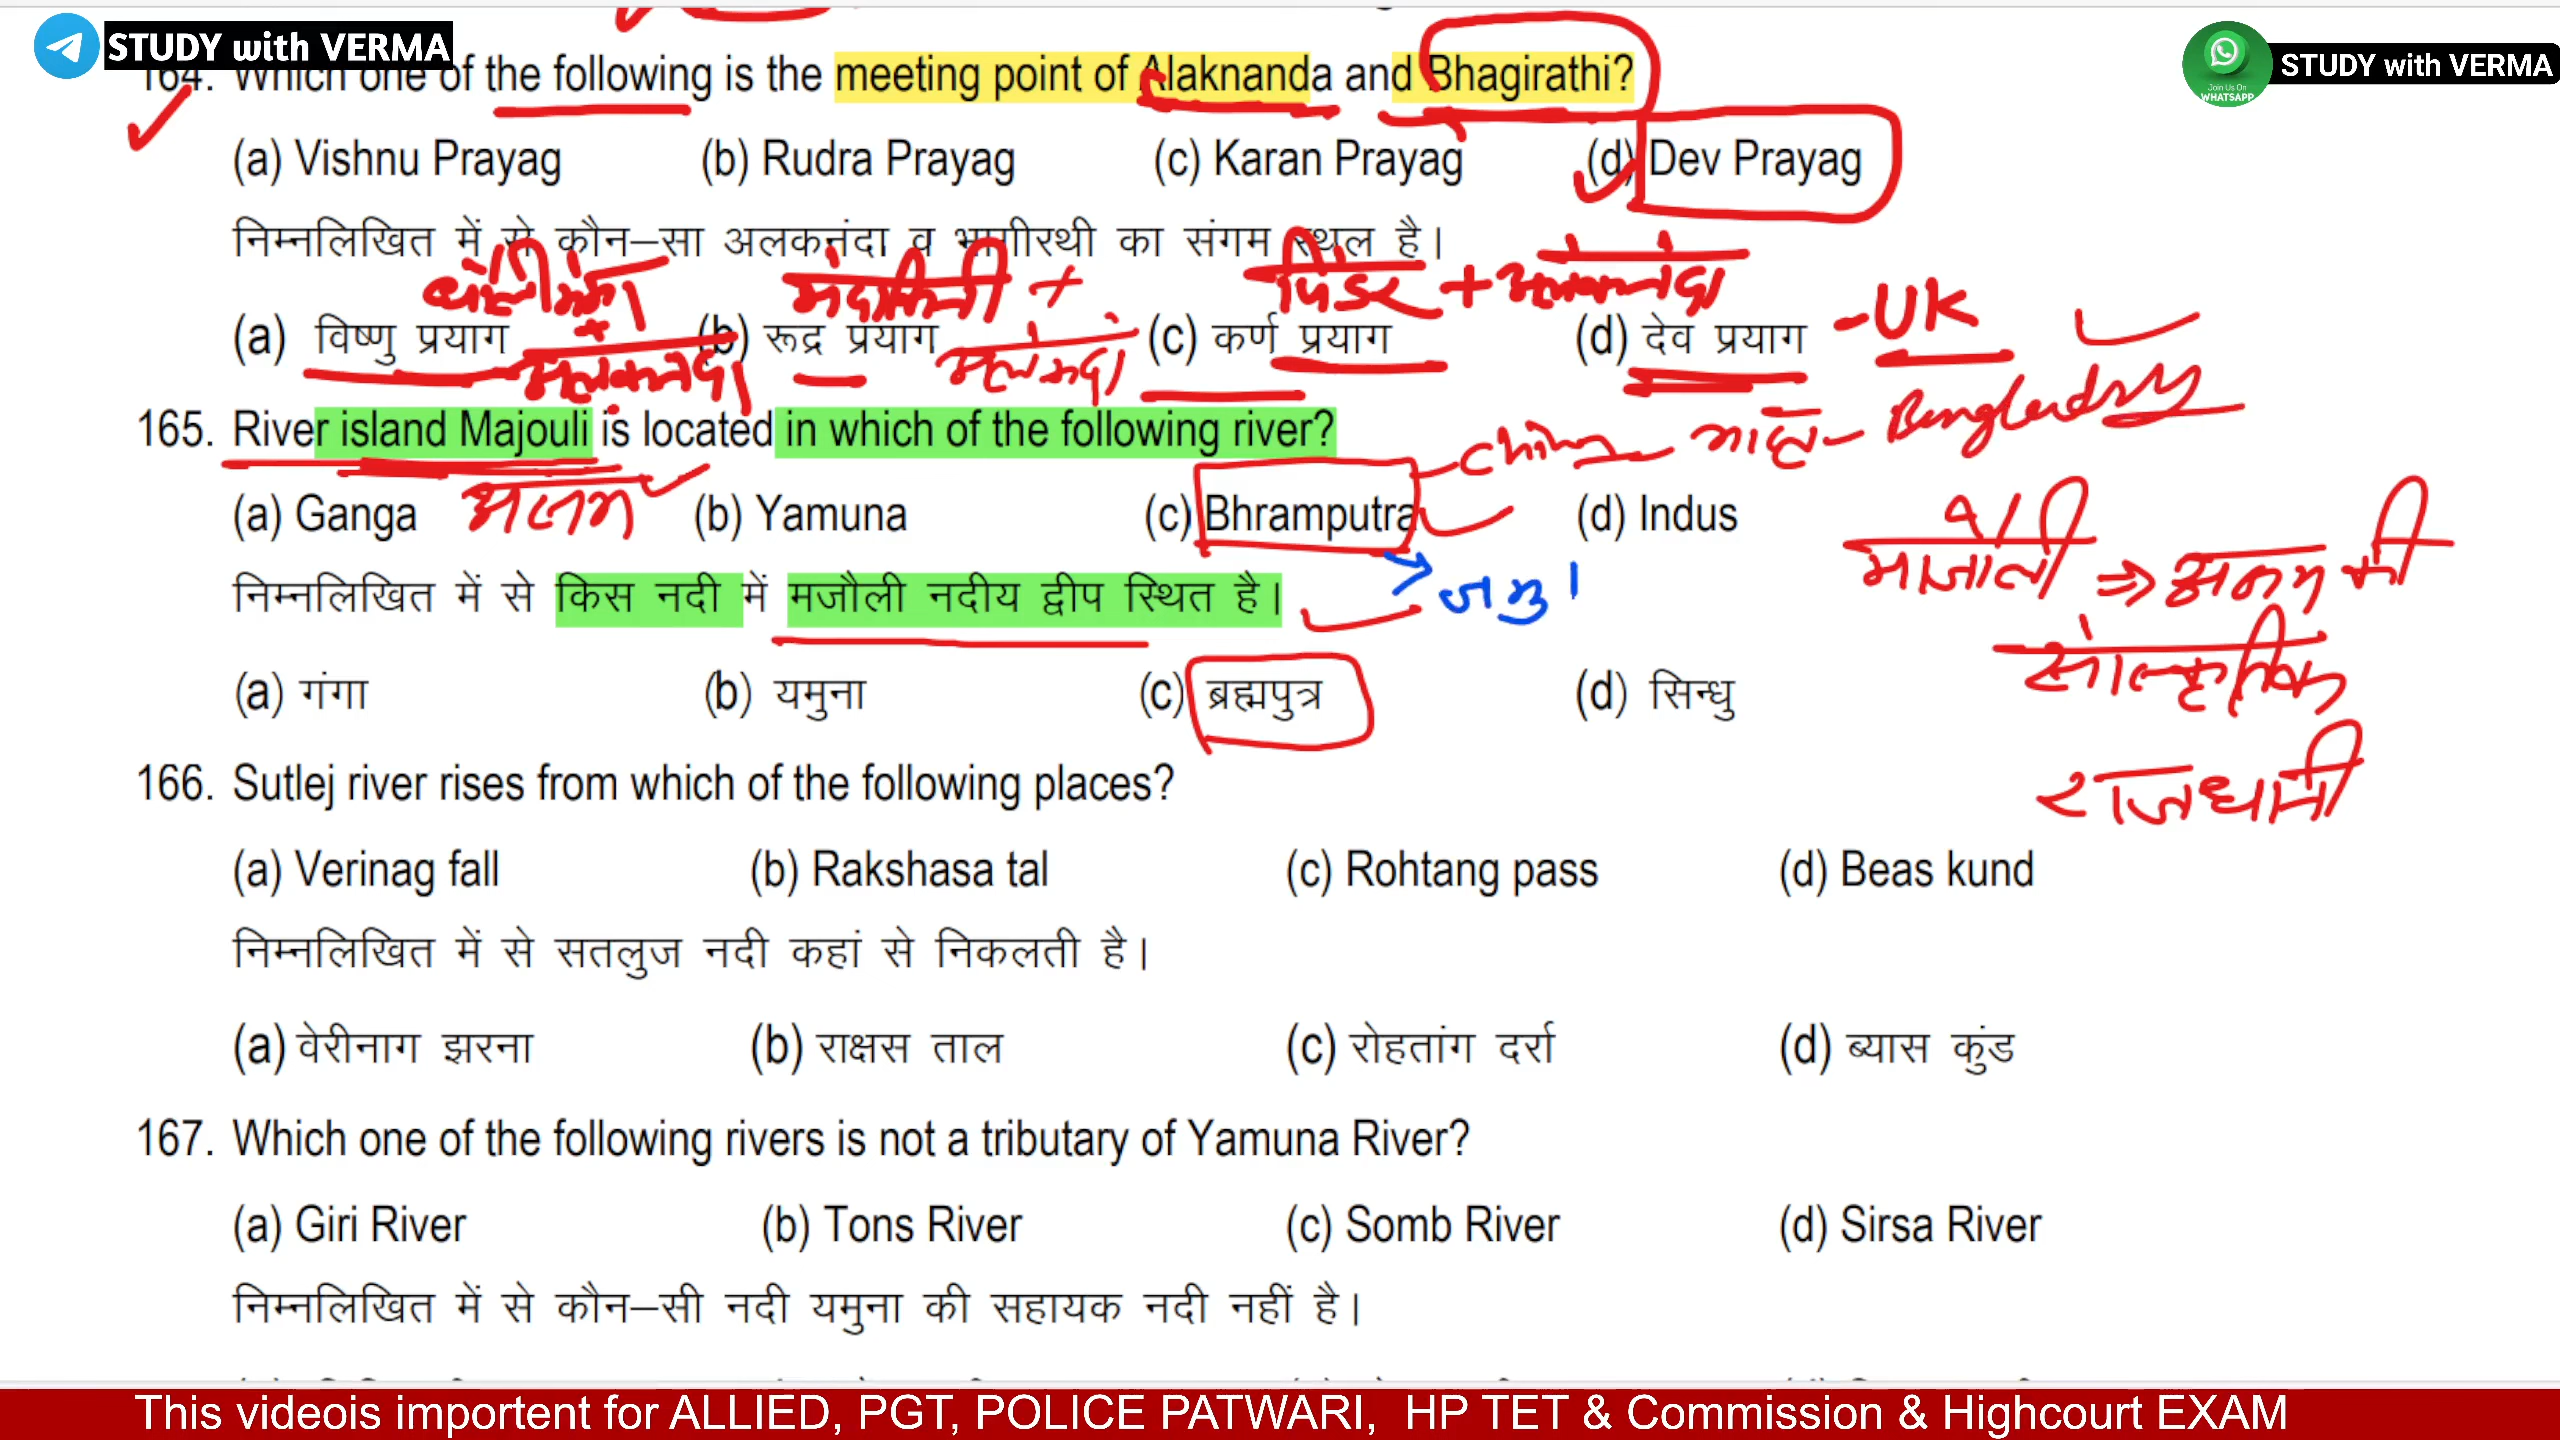 STUDY with VERMA
Join Us On
WHATSAPP
STUDY with VERMA
164. Which one of the following is the meeting point of Alaknanda and Bhagirathi?
(a) Vishnu Prayag (b) Rudra Prayag (c) Karan Prayag (d) Dev Prayag
निम्नलिखित में से कौन–सा अलकनंदा व भागीरथी का संगम स्थल है।
मंदाकिनी + पिंडर + अलकनंदा
(a) विष्णु प्रयाग (b) रूद्र प्रयाग (c) कर्ण प्रयाग (d) देव प्रयाग - UK
अलकनंदा
165. River island Majouli is located in which of the following river?
China भारत Bangladesh
(a) Ganga असम (b) Yamuna (c) Bhramputra (d) Indus
निम्नलिखित में से किस नदी में मजौली नदीय द्वीप स्थित है।
माजोली ⇒ असम की
सांस्कृतिक
(a) गंगा (b) यमुना (c) ब्रह्मपुत्र (d) सिन्धु
राजधानी
166. Sutlej river rises from which of the following places?
(a) Verinag fall (b) Rakshasa tal (c) Rohtang pass (d) Beas kund
निम्नलिखित में से सतलुज नदी कहां से निकलती है।
(a) वेरीनाग झरना (b) राक्षस ताल (c) रोहतांग दर्रा (d) ब्यास कुंड
167. Which one of the following rivers is not a tributary of Yamuna River?
(a) Giri River (b) Tons River (c) Somb River (d) Sirsa River
निम्नलिखित में से कौन–सी नदी यमुना की सहायक नदी नहीं है।
This videois importent for ALLIED, PGT, POLICE PATWARI, HP TET & Commission & Highcourt EXAM